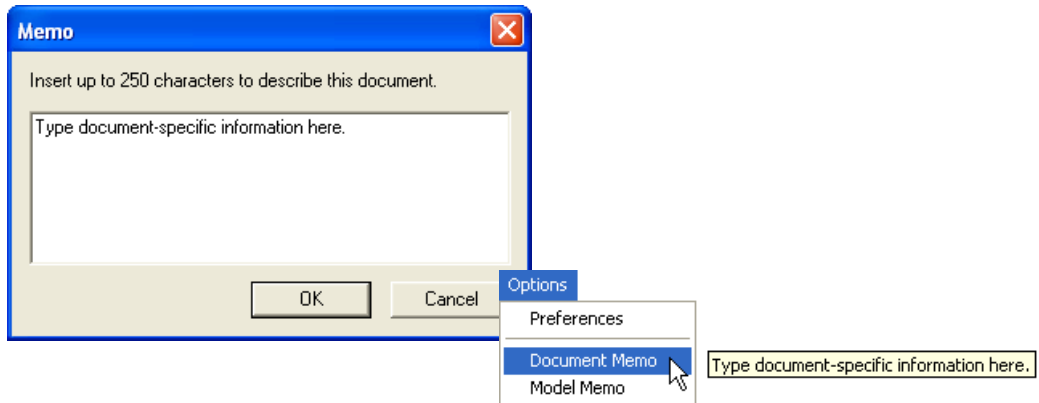 Memo
Insert up to 250 characters to describe this document.
Type document-specific information here.
OK
Cancel
Options
Preferences
Document Memo
Type document-specific information here.
Model Memo